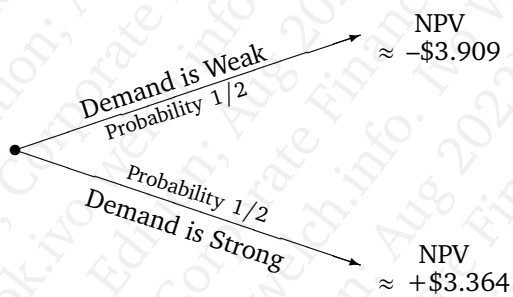 NPV
≈ –$3.909
Demand is Weak
Probability 1/2
Probability 1/2
Demand is Strong
NPV
≈ +$3.364